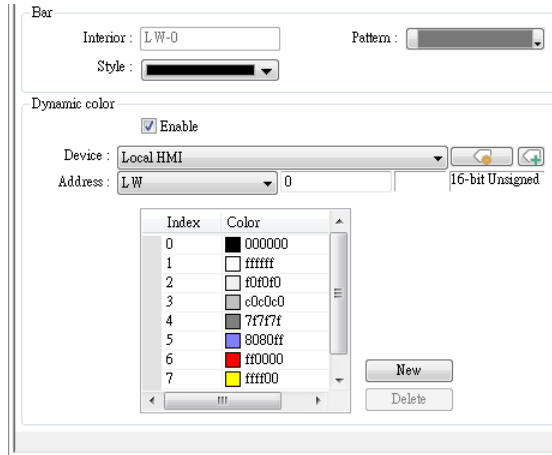 Bar
Interior : LW-0 Pattern :
Style :
Dynamic color
Enable
Device : Local HMI
Address : LW 0 16-bit Unsigned
Index Color
0 000000
1 ffffff
2 f0f0f0
3 c0c0c0
4 7f7f7f
5 8080ff
6 ff0000
7 ffff00
New
Delete